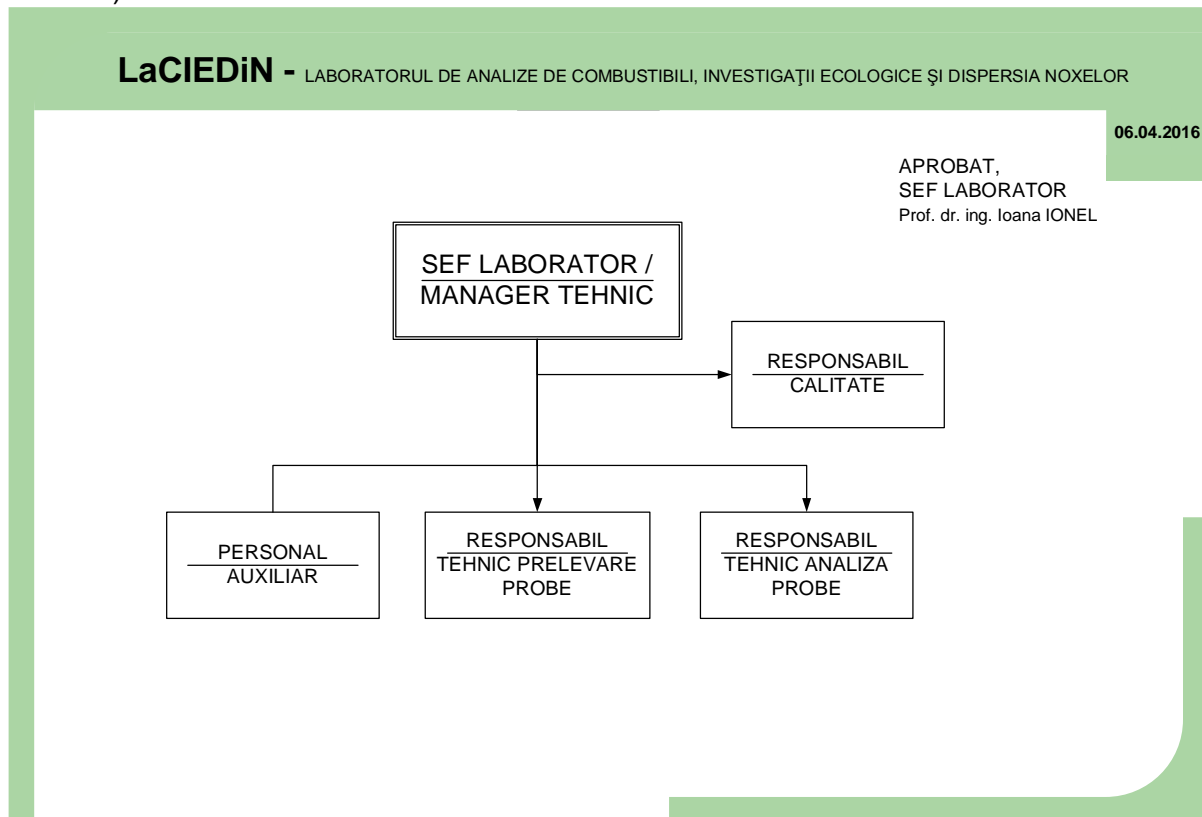 LaCIEDiN - LABORATORUL DE ANALIZE DE COMBUSTIBILI, INVESTIGAŢII ECOLOGICE ŞI DISPERSIA NOXELOR
06.04.2016
APROBAT,
SEF LABORATOR
Prof. dr. ing. Ioana IONEL
SEF LABORATOR /
MANAGER TEHNIC
RESPONSABIL
CALITATE
PERSONAL
AUXILIAR
RESPONSABIL
TEHNIC PRELEVARE
PROBE
RESPONSABIL
TEHNIC ANALIZA
PROBE